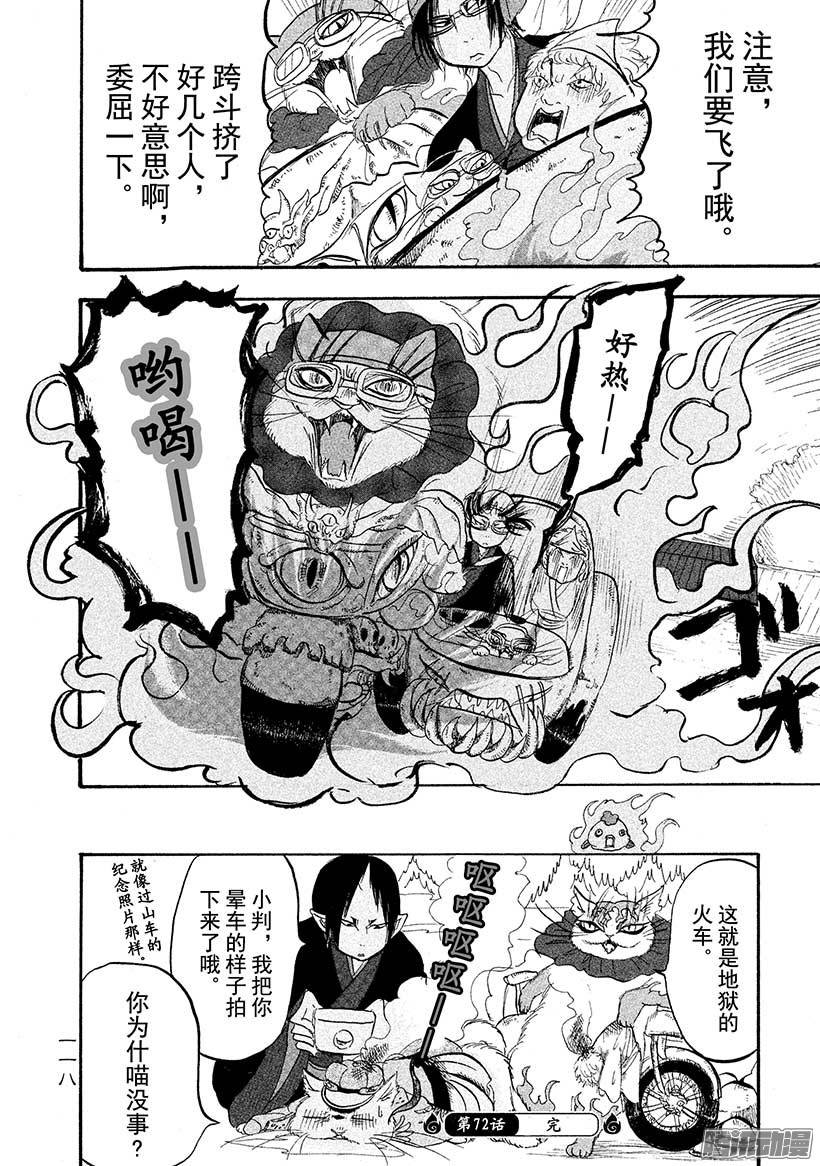 注意，
我们要飞了哦。
跨斗挤了
好几个人，
不好意思啊，
委屈一下。
好热——
哟喝——
ゴオ
这就是地狱的
火车。
呕呕呕呕——
小判，我把你
晕车的样子拍
下来了哦。
就像过山车的
纪念照片那样。
你为什喵没事？
第72话 完
一一八
腾讯动漫